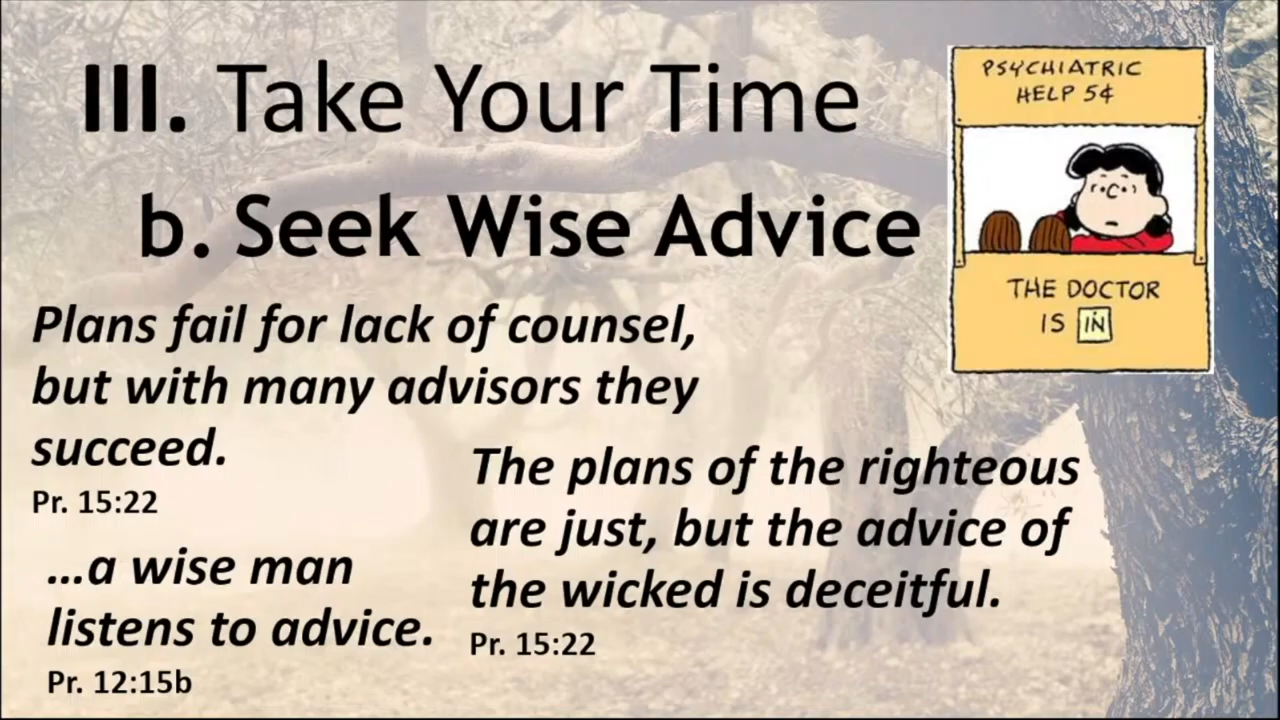 III. Take Your Time
b. Seek Wise Advice
PSYCHIATRIC
HELP 5¢
THE DOCTOR
IS IN
Plans fail for lack of counsel,
but with many advisors they
succeed.
Pr. 15:22
...a wise man
listens to advice.
Pr. 12:15b
The plans of the righteous
are just, but the advice of
the wicked is deceitful.
Pr. 15:22